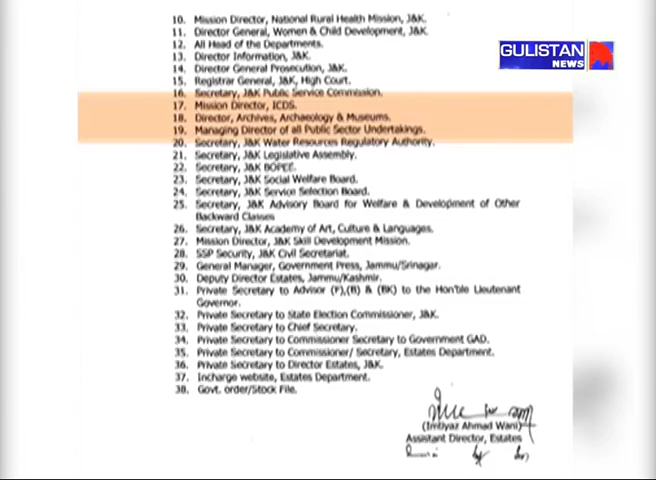 10. Mission Director, National Rural Health Mission, J&K.
11. Director General, Women & Child Development, J&K.
12. All Head of the Departments.
13. Director Information, J&K.
14. Director General Prosecution, J&K.
15. Registrar General, J&K, High Court.
16. Secretary, J&K Public Service Commission.
17. Mission Director, ICDS.
18. Director, Archives, Archaeology & Museums.
19. Managing Director of all Public Sector Undertakings.
20. Secretary, J&K Water Resources Regulatory Authority.
21. Secretary, J&K Legislative Assembly.
22. Secretary, J&K BOPEE.
23. Secretary, J&K Social Welfare Board.
24. Secretary, J&K Service Selection Board.
25. Secretary, J&K Advisory Board for Welfare & Development of Other
Backward Classes
26. Secretary, J&K Academy of Art, Culture & Languages.
27. Mission Director, J&K Skill Development Mission.
28. SSP Security, J&K Civil Secretariat.
29. General Manager, Government Press, Jammu/Srinagar.
30. Deputy Director Estates, Jammu/Kashmir.
31. Private Secretary to Advisor (F),(B) & (BK) to the Hon'ble Lieutenant
Governor.
32. Private Secretary to State Election Commissioner, J&K.
33. Private Secretary to Chief Secretary.
34. Private Secretary to Commissioner Secretary to Government GAD.
35. Private Secretary to Commissioner/ Secretary, Estates Department.
36. Private Secretary to Director Estates, J&K.
37. Incharge website, Estates Department.
38. Govt. order/Stock File.
(Imtiyaz Ahmad Wani)
Assistant Director, Estates
GULISTAN
NEWS